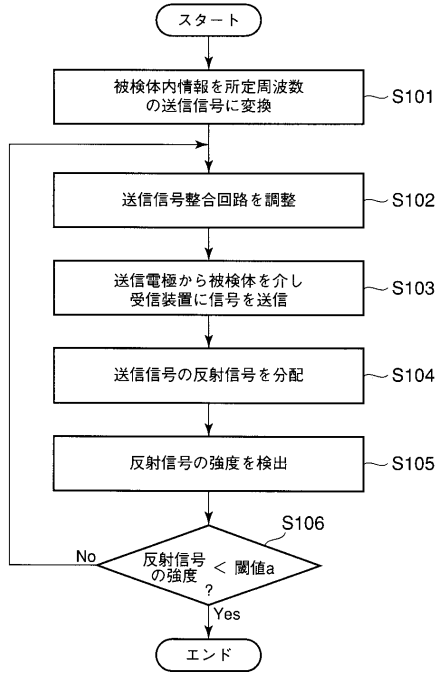 スタート
被検体内情報を所定周波数
の送信信号に変換
S101
送信信号整合回路を調整
S102
送信電極から被検体を介し
受信装置に信号を送信
S103
送信信号の反射信号を分配
S104
反射信号の強度を検出
S105
S106
反射信号
の強度 < 閾値a
?
No
Yes
エンド